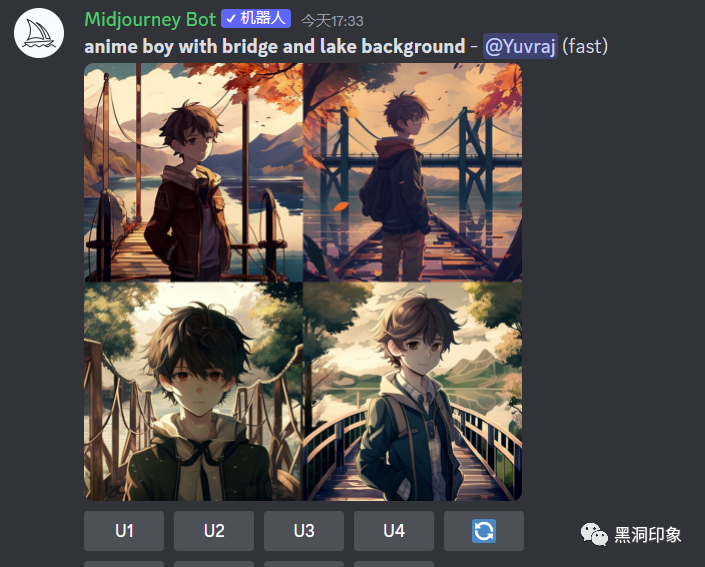 Midjourney Bot ✓机器人 今天17:33
anime boy with bridge and lake background - @Yuvraj (fast)
U1 U2 U3 U4
黑洞印象